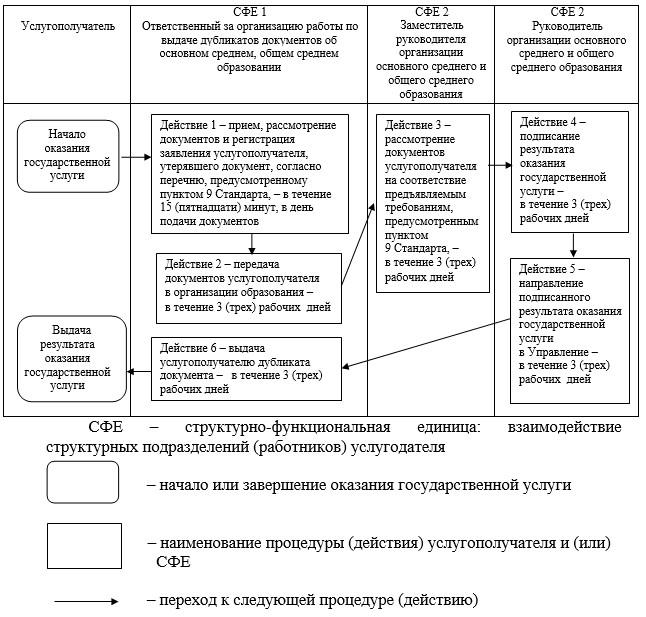 Услугополучатель
СФЕ 1
Ответственный за организацию работы по
выдаче дубликатов документов об
основном среднем, общем среднем
образовании
СФЕ 2
Заместитель
руководителя
организации
основного среднего и
общего среднего
образования
СФЕ 2
Руководитель
организации основного
среднего и общего
среднего образования
Начало
оказания
государственной
услуги
Действие 1 – прием, рассмотрение
документов и регистрация
заявления услугополучателя,
утерявшего документ, согласно
перечню, предусмотренному
пунктом 9 Стандарта, – в течение
15 (пятнадцати) минут, в день
подачи документов
Действие 2 – передача
документов услугополучателя
в организации образования –
в течение 3 (трех) рабочих дней
Действие 3 –
рассмотрение
документов
услугополучателя
на соответствие
предъявляемым
требованиям,
предусмотренным
пунктом
9 Стандарта, –
в течение 3 (трех)
рабочих дней
Действие 4 –
подписание
результата
оказания
государственной
услуги –
в течение 3 (трех)
рабочих дней
Действие 5 –
направление
подписанного
результата оказания
государственной
услуги
в Управление –
в течение 3 (трех)
рабочих дней
Действие 6 – выдача
услугополучателю дубликата
документа – в течение 3 (трех)
рабочих дней
Выдача
результата
оказания
государственной
услуги
СФЕ – структурно-функциональная единица: взаимодействие
структурных подразделений (работников) услугодателя
– начало или завершение оказания государственной услуги
– наименование процедуры (действия) услугополучателя и (или)
СФЕ
– переход к следующей процедуре (действию)